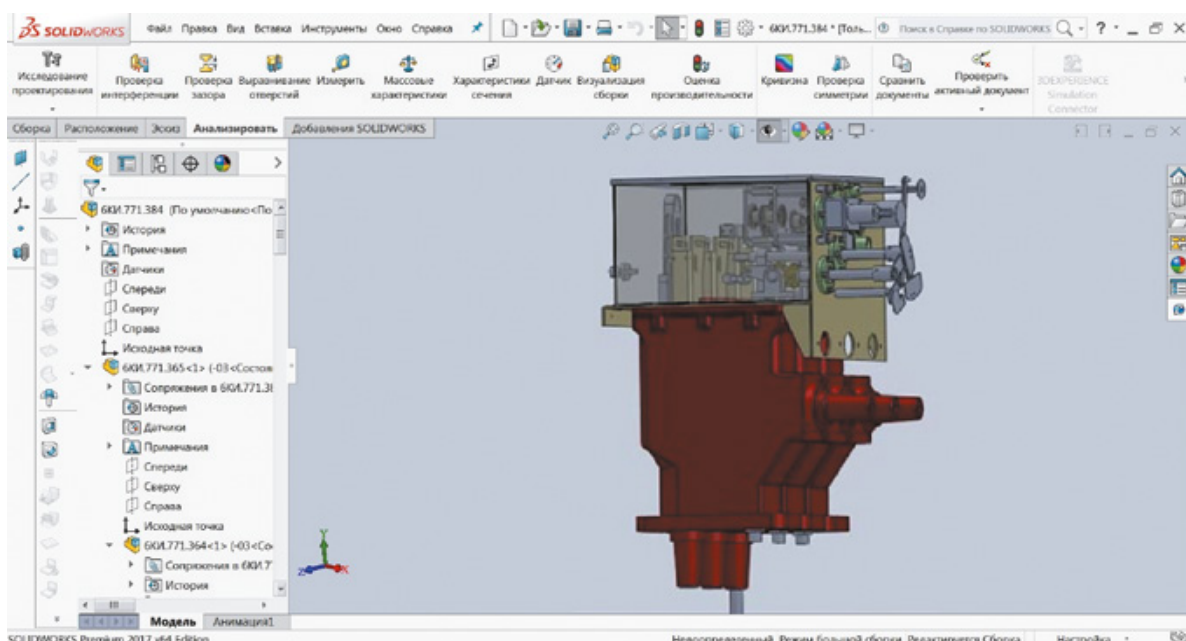 SOLIDWORKS Файл Правка Вид Вставка Инструменты Окно Справка 6КИ.771.384 * [Толь... Поиск в Справке по SOLIDWORKS ?
Исследование проектирования
Проверка интерференции
Проверка зазора
Выравнивание отверстий
Измерить
Массовые характеристики
Характеристики сечения
Датчик
Визуализация сборки
Оценка производительности
Кривизна
Проверка симметрии
Сравнить документы
Проверить активный документ
3DEXPERIENCE Simulation Connector
Сборка Расположение Эскиз Анализировать Добавления SOLIDWORKS
6КИ.771.384 (По умолчанию<По
История
Примечания
Датчики
Спереди
Сверху
Справа
Исходная точка
6КИ.771.365<1> (-03<Состоя
Сопряжения в 6КИ.771.38
История
Датчики
Примечания
Спереди
Сверху
Справа
Исходная точка
6КИ.771.364<1> (-03<Со
Сопряжения в 6КИ.7
История
Y
Z X
Модель Анимация1
SOLIDWORKS Premium 2017 x64 Edition Неоопределенный Режим большой сборки Редактируется Сборка Настройка